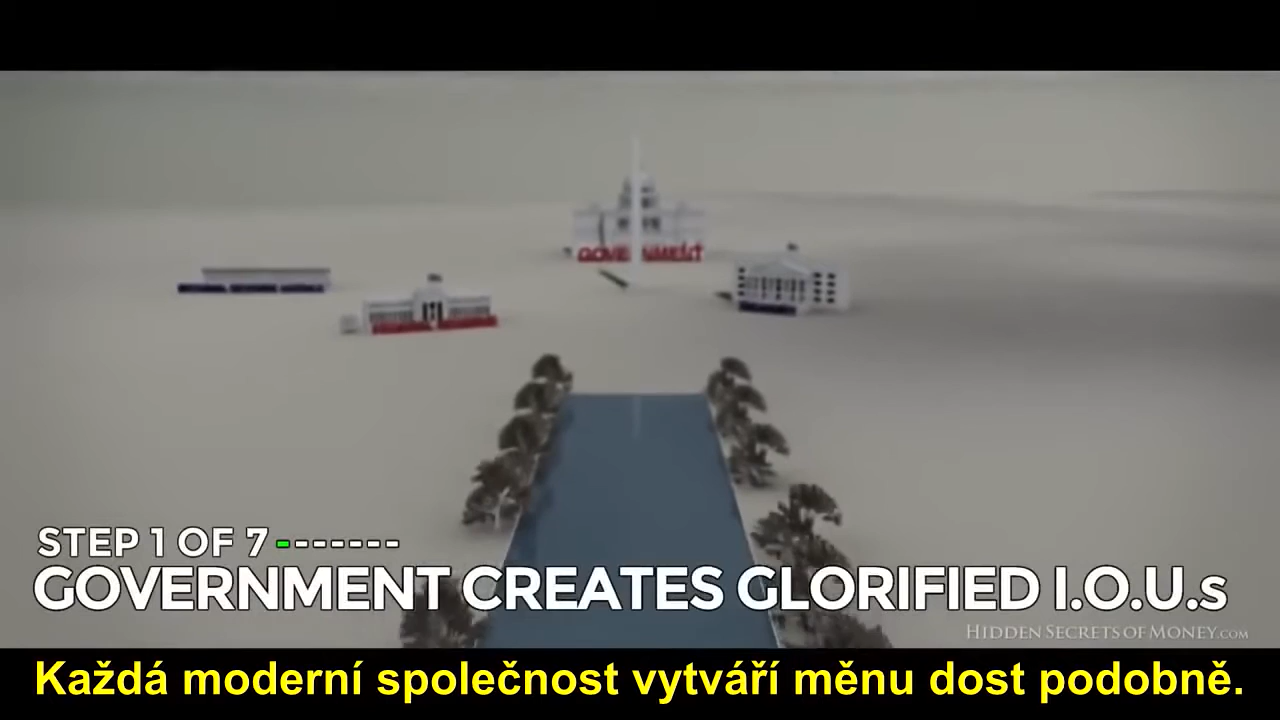 GOVERNMENT
STEP 1 OF 7 -------
GOVERNMENT CREATES GLORIFIED I.O.U.s
HIDDEN SECRETS OF MONEY.COM
Každá moderní společnost vytváří měnu dost podobně.